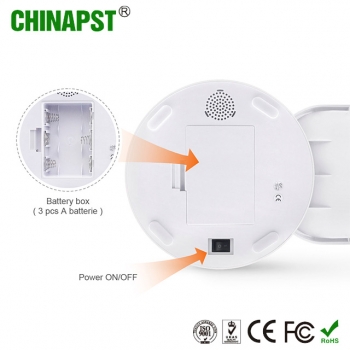 CHINAPST®
Battery box
( 3 pcs A batterie )
Power ON/OFF
CE FC RoHS